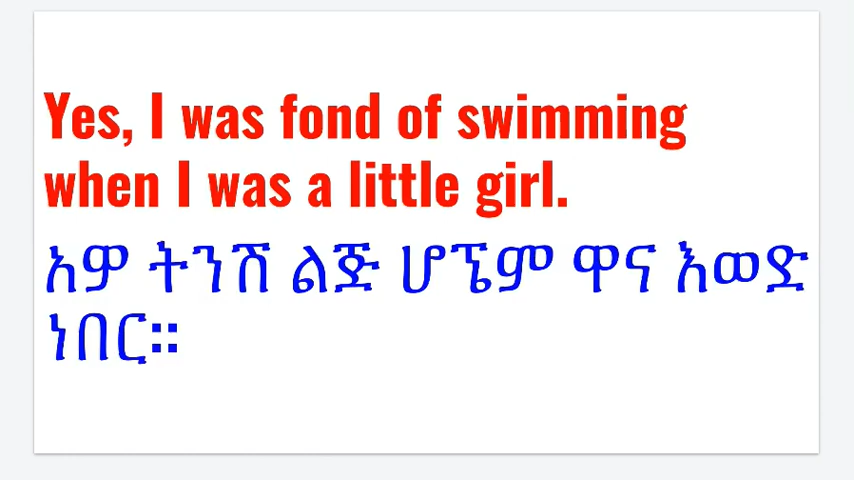 Yes, I was fond of swimming
when I was a little girl.
አዎ ትንሽ ልጅ ሆኜም ዋና እወድ
ነበር።